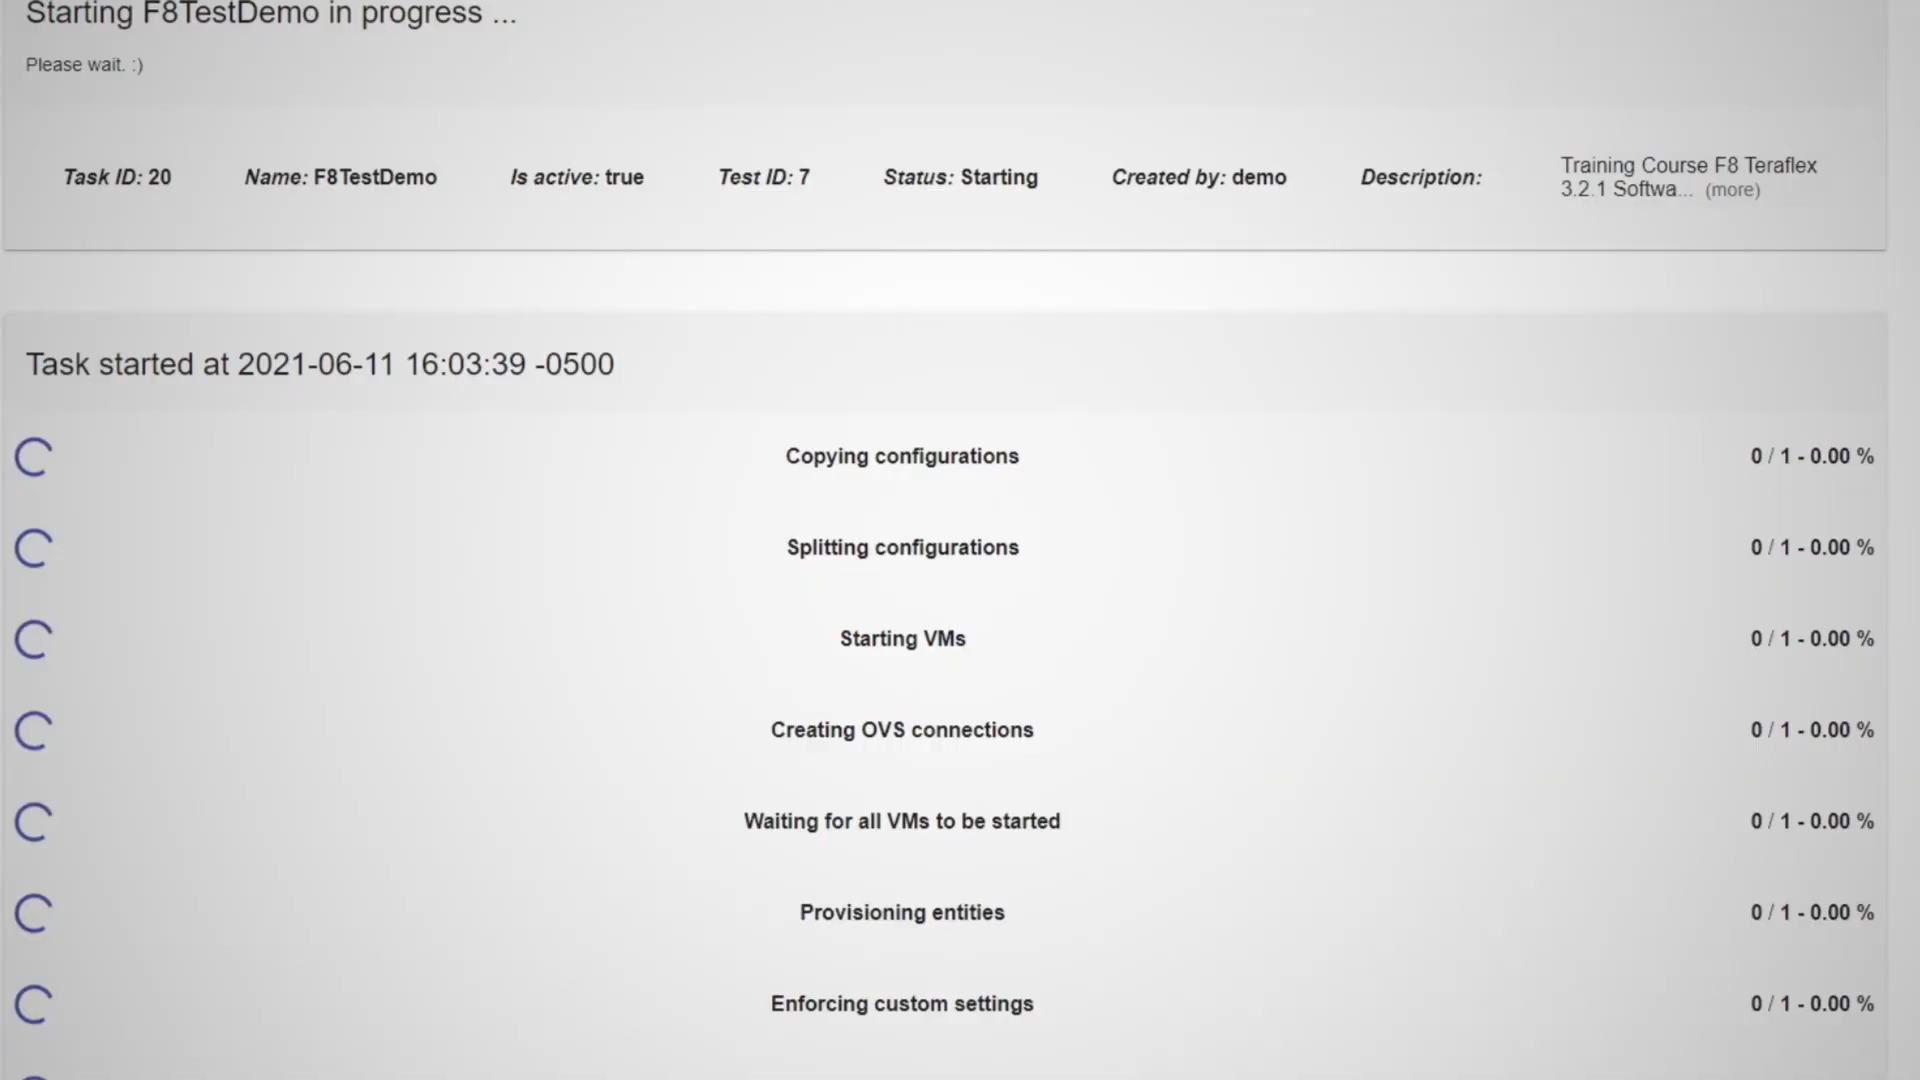 Starting F8TestDemo in progress ...
Please wait. :)
Task ID: 20 Name: F8TestDemo Is active: true Test ID: 7 Status: Starting Created by: demo Description: Training Course F8 Teraflex
3.2.1 Softwa... (more)
Task started at 2021-06-11 16:03:39 -0500
Copying configurations 0 / 1 - 0.00 %
Splitting configurations 0 / 1 - 0.00 %
Starting VMs 0 / 1 - 0.00 %
Creating OVS connections 0 / 1 - 0.00 %
Waiting for all VMs to be started 0 / 1 - 0.00 %
Provisioning entities 0 / 1 - 0.00 %
Enforcing custom settings 0 / 1 - 0.00 %